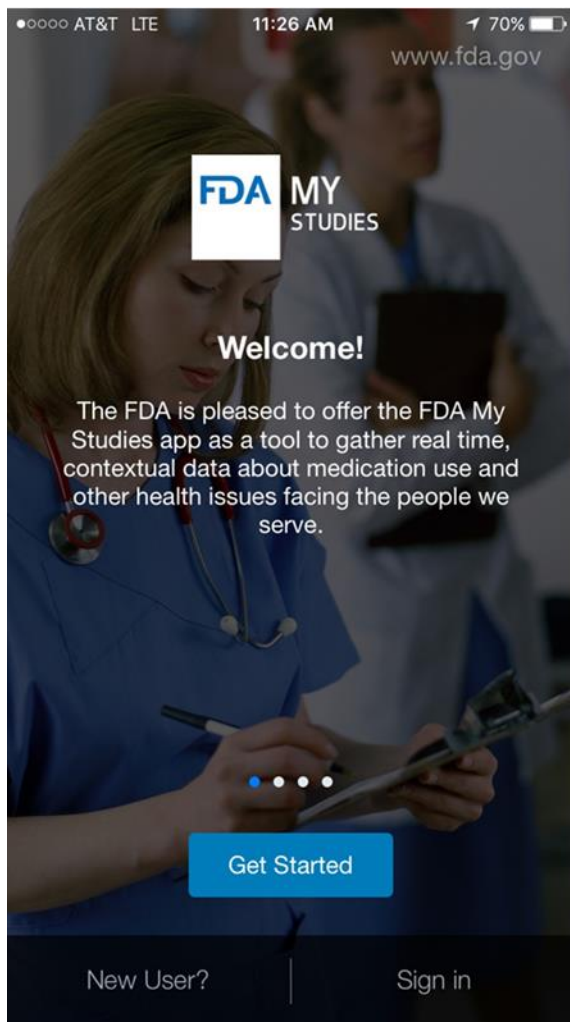 AT&T LTE 11:26 AM 70%
www.fda.gov
FDA MY
STUDIES
Welcome!
The FDA is pleased to offer the FDA My
Studies app as a tool to gather real time,
contextual data about medication use and
other health issues facing the people we
serve.
Get Started
New User? Sign in